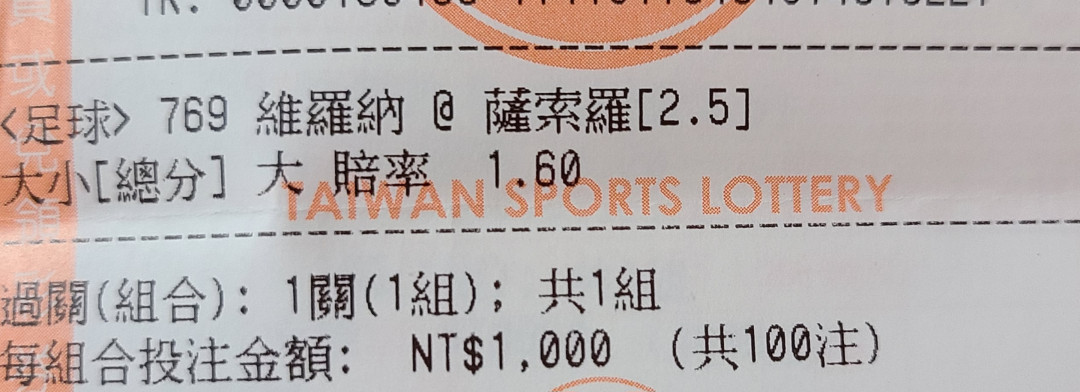 <足球> 769 維羅納 @ 薩索羅[2.5]
大小[總分] 大 賠率 1.60
TAIWAN SPORTS LOTTERY
過關(組合): 1關(1組); 共1組
每組合投注金額: NT$1,000 (共100注)